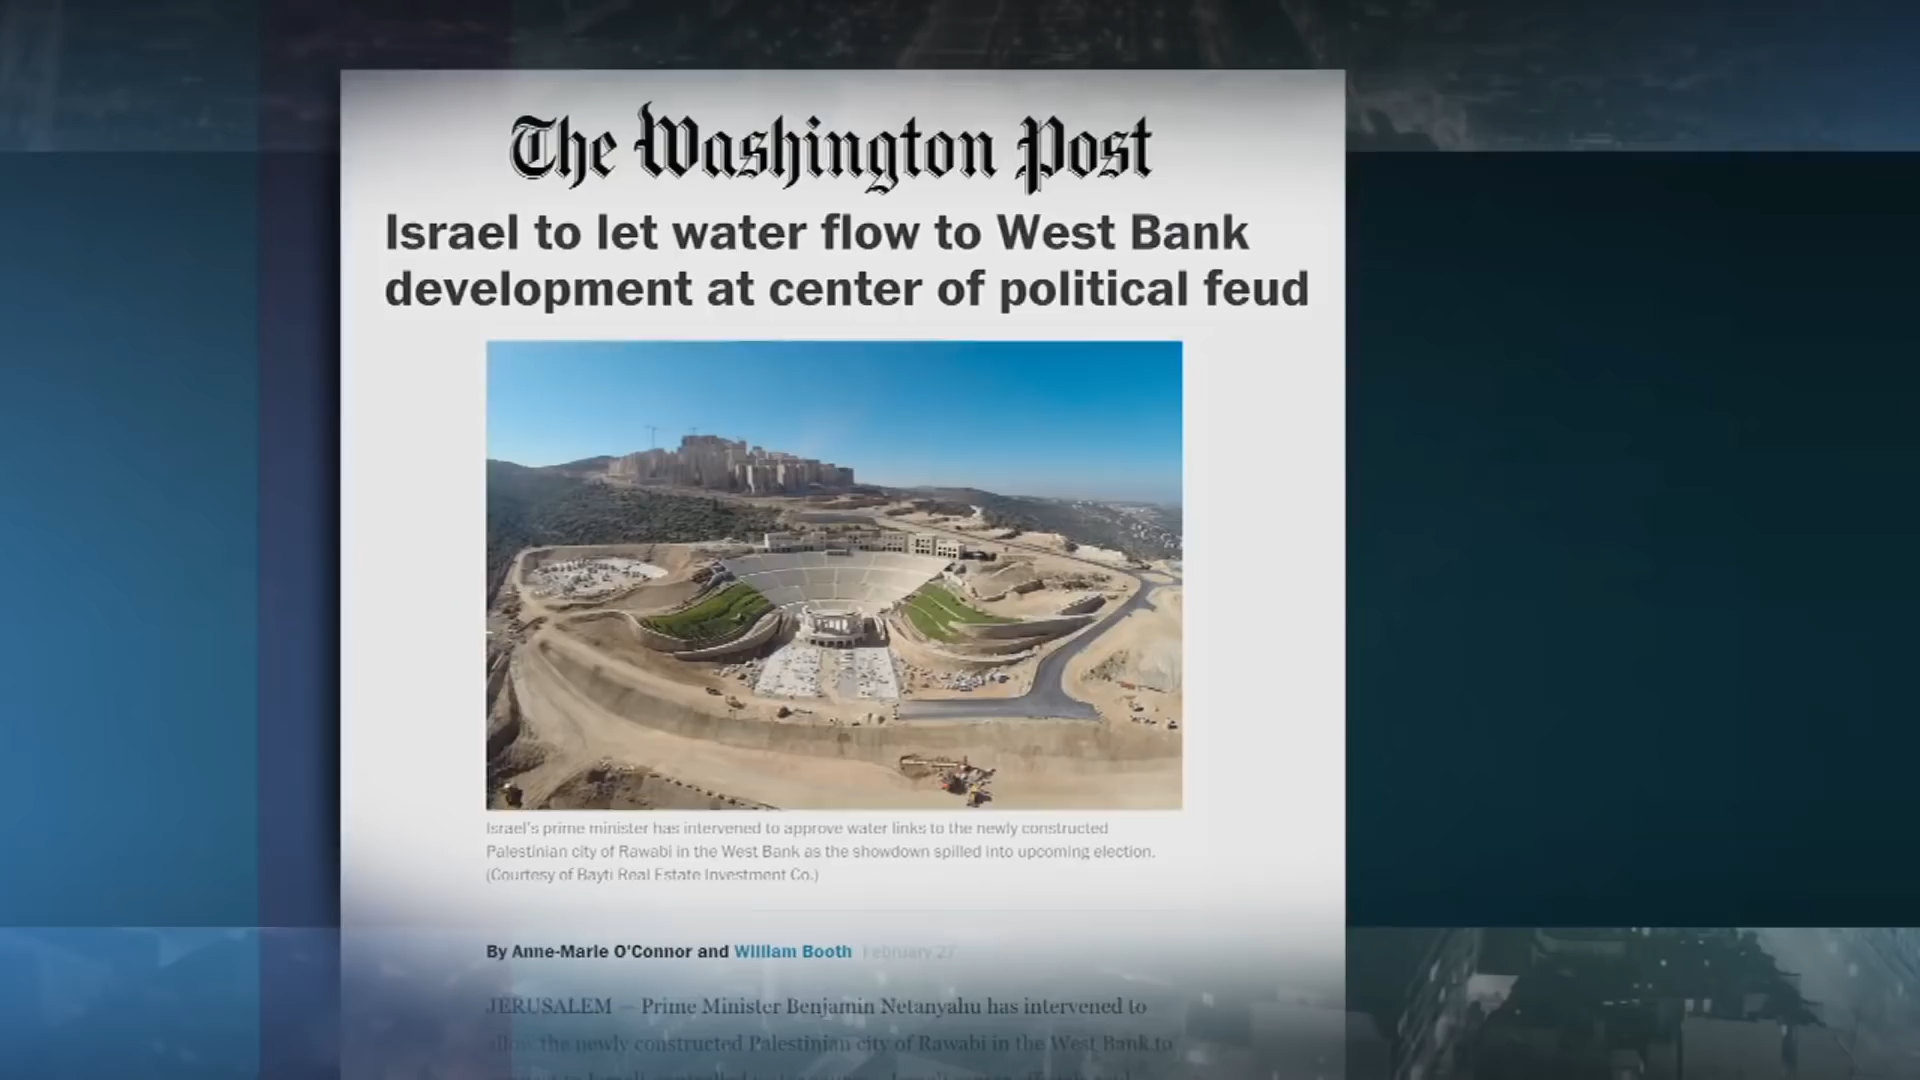 The Washington Post
Israel to let water flow to West Bank
development at center of political feud
Israel's prime minister has intervened to approve water links to the newly constructed
Palestinian city of Rawabi in the West Bank as the showdown spilled into upcoming election.
(Courtesy of Bayti Real Estate Investment Co.)
By Anne-Marie O'Connor and William Booth February 27
JERUSALEM — Prime Minister Benjamin Netanyahu has intervened to
allow the newly constructed Palestinian city of Rawabi in the West Bank to